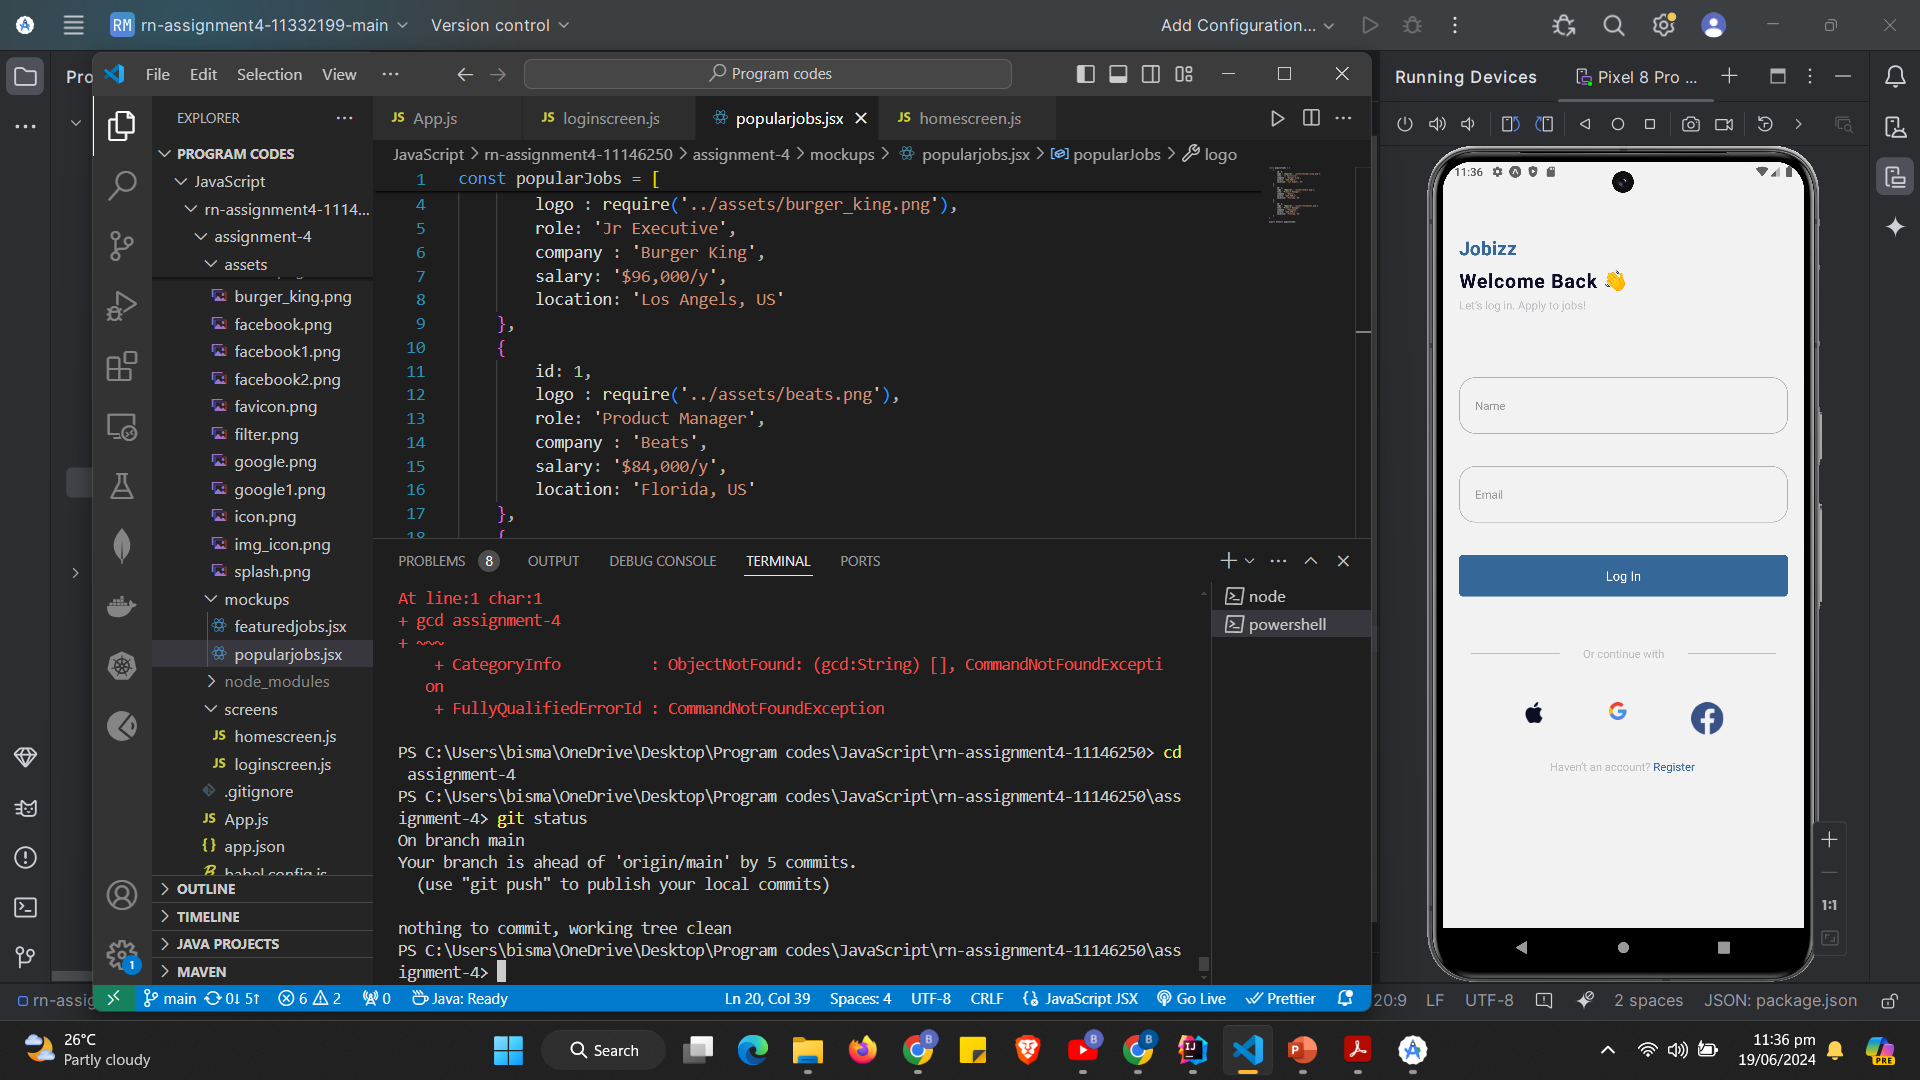 RM rn-assignment4-11332199-main
Version control
Add Configuration...
Pro
File Edit Selection View
Program codes
Running Devices
Pixel 8 Pro ...
EXPLORER
PROGRAM CODES
JavaScript
rn-assignment4-1114...
assignment-4
assets
burger_king.png
facebook.png
facebook1.png
facebook2.png
favicon.png
filter.png
google.png
google1.png
icon.png
img_icon.png
splash.png
mockups
featuredjobs.jsx
popularjobs.jsx
node_modules
screens
JS homescreen.js
JS loginscreen.js
.gitignore
JS App.js
{} app.json
babel.config.js
OUTLINE
TIMELINE
JAVA PROJECTS
MAVEN
JS App.js
JS loginscreen.js
popularjobs.jsx
JS homescreen.js
JavaScript > rn-assignment4-11146250 > assignment-4 > mockups > popularjobs.jsx > popularJobs > logo
1 const popularJobs = [
4 logo : require('../assets/burger_king.png'),
5 role: 'Jr Executive',
6 company : 'Burger King',
7 salary: '$96,000/y',
8 location: 'Los Angels, US'
9 },
10 {
11 id: 1,
12 logo : require('../assets/beats.png'),
13 role: 'Product Manager',
14 company : 'Beats',
15 salary: '$84,000/y',
16 location: 'Florida, US'
17 },
18 {
PROBLEMS 8 OUTPUT DEBUG CONSOLE TERMINAL PORTS
node
powershell
At line:1 char:1
+ gcd assignment-4
+ ~~~
+ CategoryInfo : ObjectNotFound: (gcd:String) [], CommandNotFoundExcepti
on
+ FullyQualifiedErrorId : CommandNotFoundException
PS C:\Users\bisma\OneDrive\Desktop\Program codes\JavaScript\rn-assignment4-11146250> cd
assignment-4
PS C:\Users\bisma\OneDrive\Desktop\Program codes\JavaScript\rn-assignment4-11146250\ass
ignment-4> git status
On branch main
Your branch is ahead of 'origin/main' by 5 commits.
(use "git push" to publish your local commits)
nothing to commit, working tree clean
PS C:\Users\bisma\OneDrive\Desktop\Program codes\JavaScript\rn-assignment4-11146250\ass
ignment-4>
main 0↓ 5↑ 6 2 0 Java: Ready
Ln 20, Col 39 Spaces: 4 UTF-8 CRLF JavaScript JSX Go Live Prettier
11:36
Jobizz
Welcome Back 👋
Let's log in. Apply to jobs!
Name
Email
Log In
Or continue with
Haven't an account? Register
1:1
rn-assig
20:9 LF UTF-8 2 spaces JSON: package.json
26°C
Partly cloudy
Search
B
B
B
P
PRE
11:36 pm
19/06/2024
1